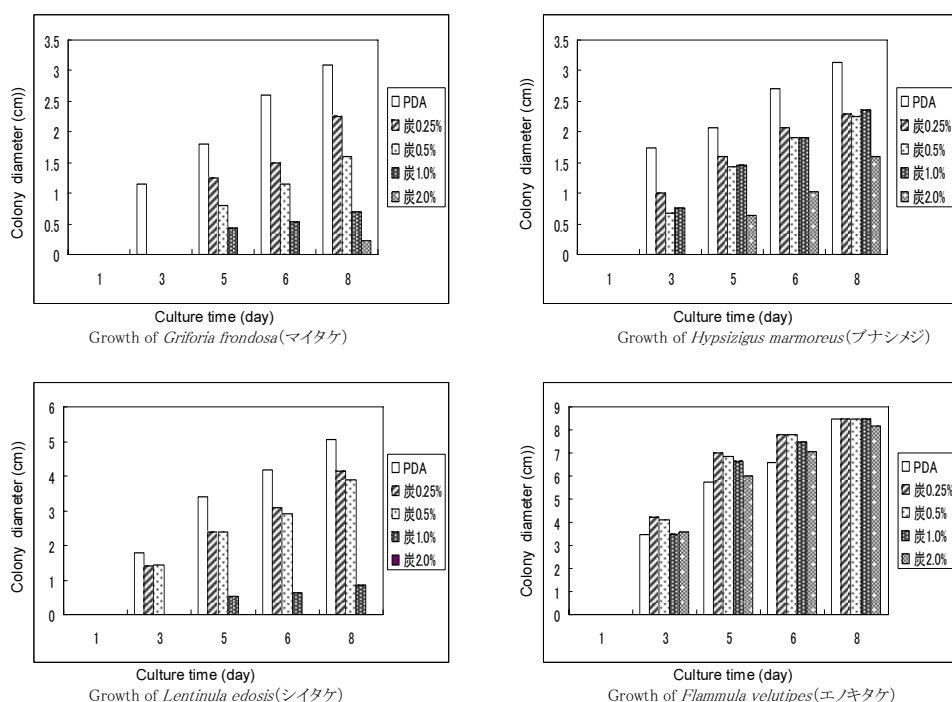 3.5
3
2.5
2
1.5
1
0.5
0
Colony diameter (cm))
1 3 5 6 8
PDA
炭0.25%
炭0.5%
炭1.0%
炭2.0%
Culture time (day)
Growth of Griforia frondosa(マイタケ)
3.5
3
2.5
2
1.5
1
0.5
0
Colony diameter (cm))
1 3 5 6 8
PDA
炭0.25%
炭0.5%
炭1.0%
炭2.0%
Culture time (day)
Growth of Hypsizigus marmoreus(ブナシメジ)
6
5
4
3
2
1
0
Colony diameter (cm))
1 3 5 6 8
PDA
炭0.25%
炭0.5%
炭1.0%
炭2.0%
Culture time (day)
Growth of Lentinula edosis(シイタケ)
9
8
7
6
5
4
3
2
1
0
Colony diameter (cm))
1 3 5 6 8
PDA
炭0.25%
炭0.5%
炭1.0%
炭2.0%
Culture time (day)
Growth of Flammula velutipes(エノキタケ)